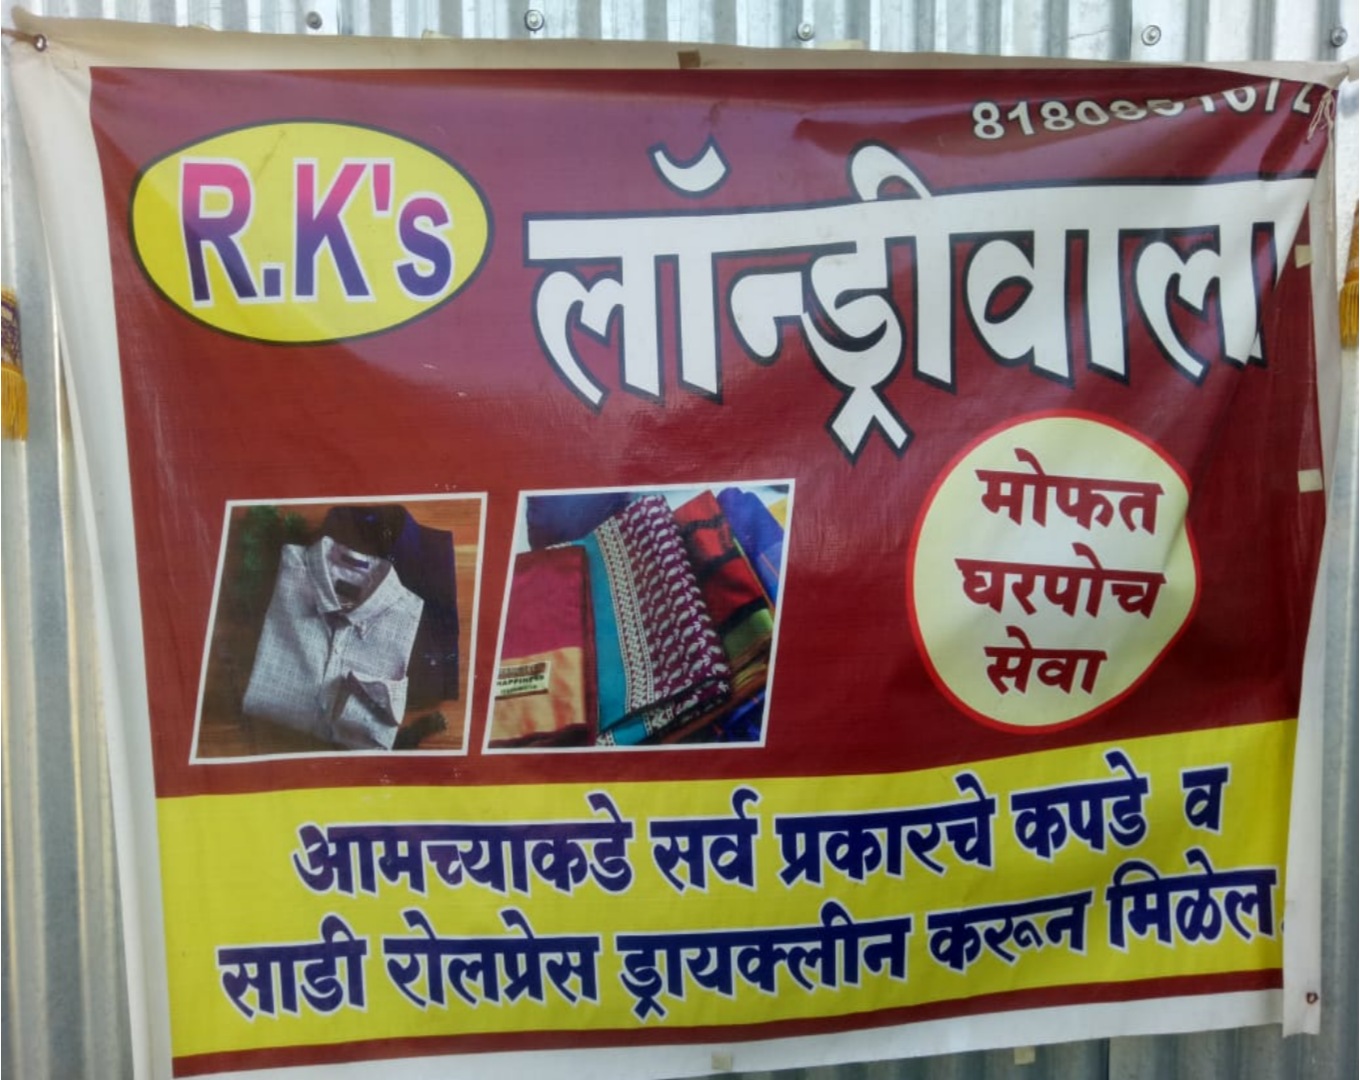 R.K's
लॉन्ड्रीवाला
मोफत
घरपोच
सेवा
आमच्याकडे सर्व प्रकारचे कपडे व
साडी रोलप्रेस ड्रायक्लीन करून मिळेल.